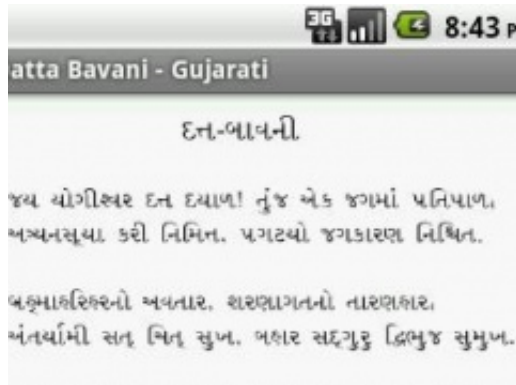 3G 8:43 P
atta Bavani - Gujarati
દત્ત-બાવની
જય યોગીશ્વર દત્ત દયાળ! તુંજ એક જગમાં પ્રતિપાળ,
અત્ર્યનસૂયા કરી નિમિત્ત, પ્રગટ્યો જગકારણ નિશ્ચિત.
બ્રહ્માહરિહરનો અવતાર, શરણાગતનો તારણહાર,
અંતર્યામી સત્ ચિત્ સુખ, બહાર સદ્ગુરુ દ્વિભુજ સુમુખ.